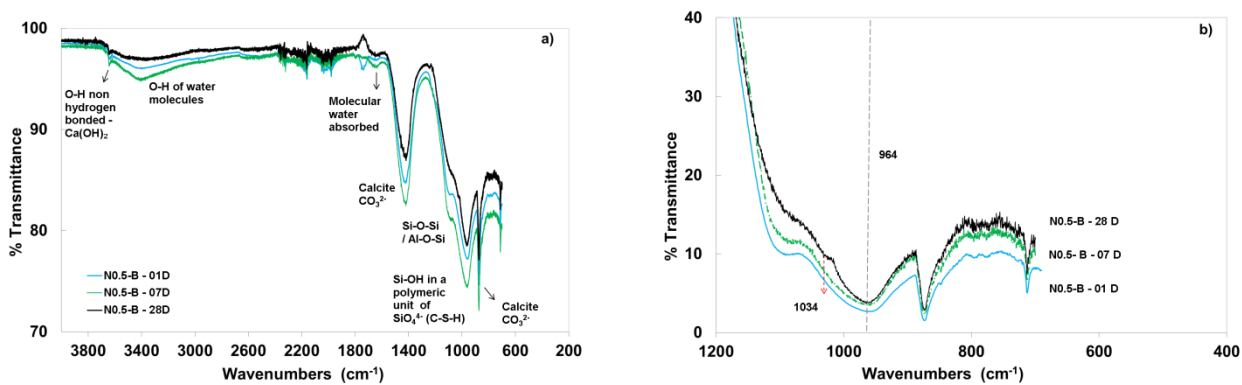 a)
% Transmittance
100
90
80
70
O-H non
hydrogen
bonded -
Ca(OH)₂
O-H of water
molecules
Molecular
water
absorbed
Calcite
CO₃²⁻
Si-O-Si
/ Al-O-Si
Si-OH in a
polymeric
unit of
SiO₄⁴⁻ (C-S-H)
Calcite
CO₃²⁻
N0.5-B - 01D
N0.5-B - 07D
N0.5-B - 28D
3800 3400 3000 2600 2200 1800 1400 1000 600 200
Wavenumbers (cm⁻¹)
b)
% Transmittance
40
30
20
10
0
964
1034
N0.5-B - 28 D
N0.5-B - 07 D
N0.5-B - 01 D
1200 1000 800 600 400
Wavenumbers (cm⁻¹)